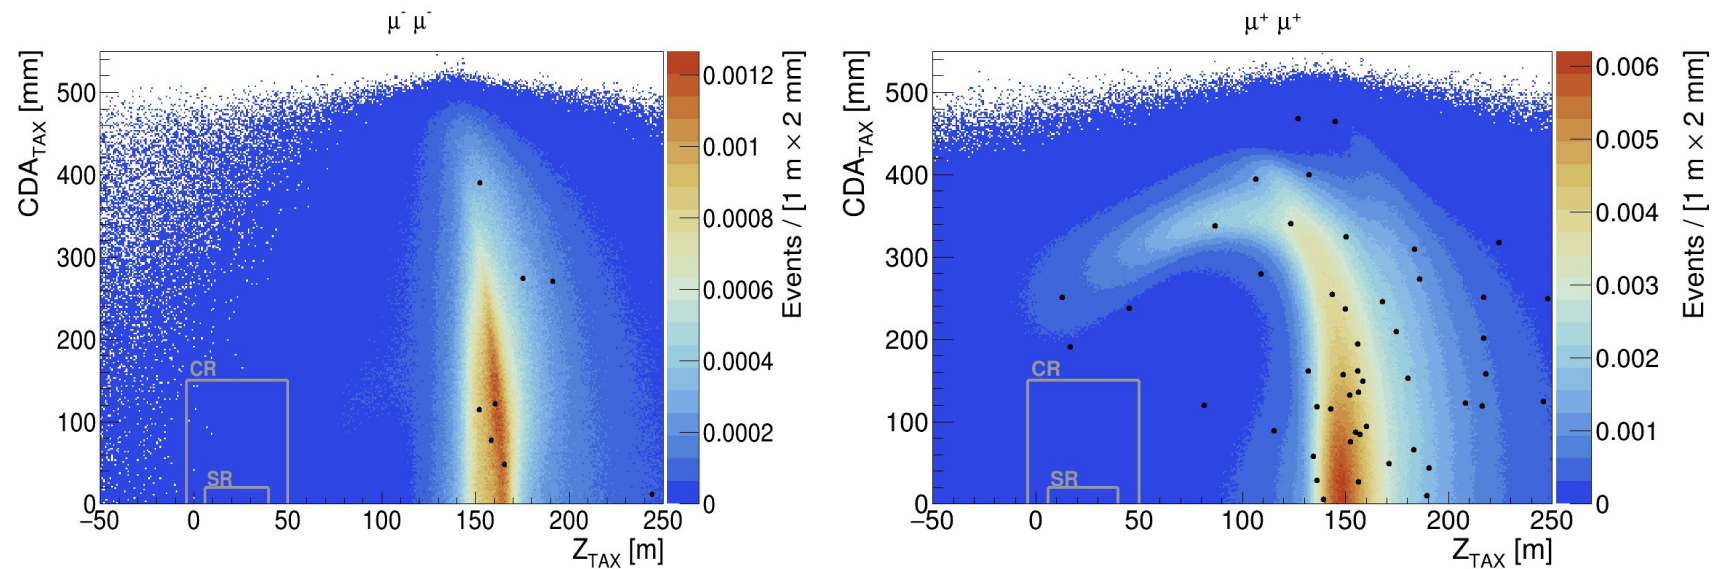 μ⁻ μ⁻
CDA_TAX [mm]
500
400
300
200
100
0
CR
SR
−50 0 50 100 150 200 250
Z_TAX [m]
0.0012
0.001
0.0008
0.0006
0.0004
0.0002
0
Events / [1 m × 2 mm]
μ⁺ μ⁺
CDA_TAX [mm]
500
400
300
200
100
0
CR
SR
−50 0 50 100 150 200 250
Z_TAX [m]
0.006
0.005
0.004
0.003
0.002
0.001
0
Events / [1 m × 2 mm]